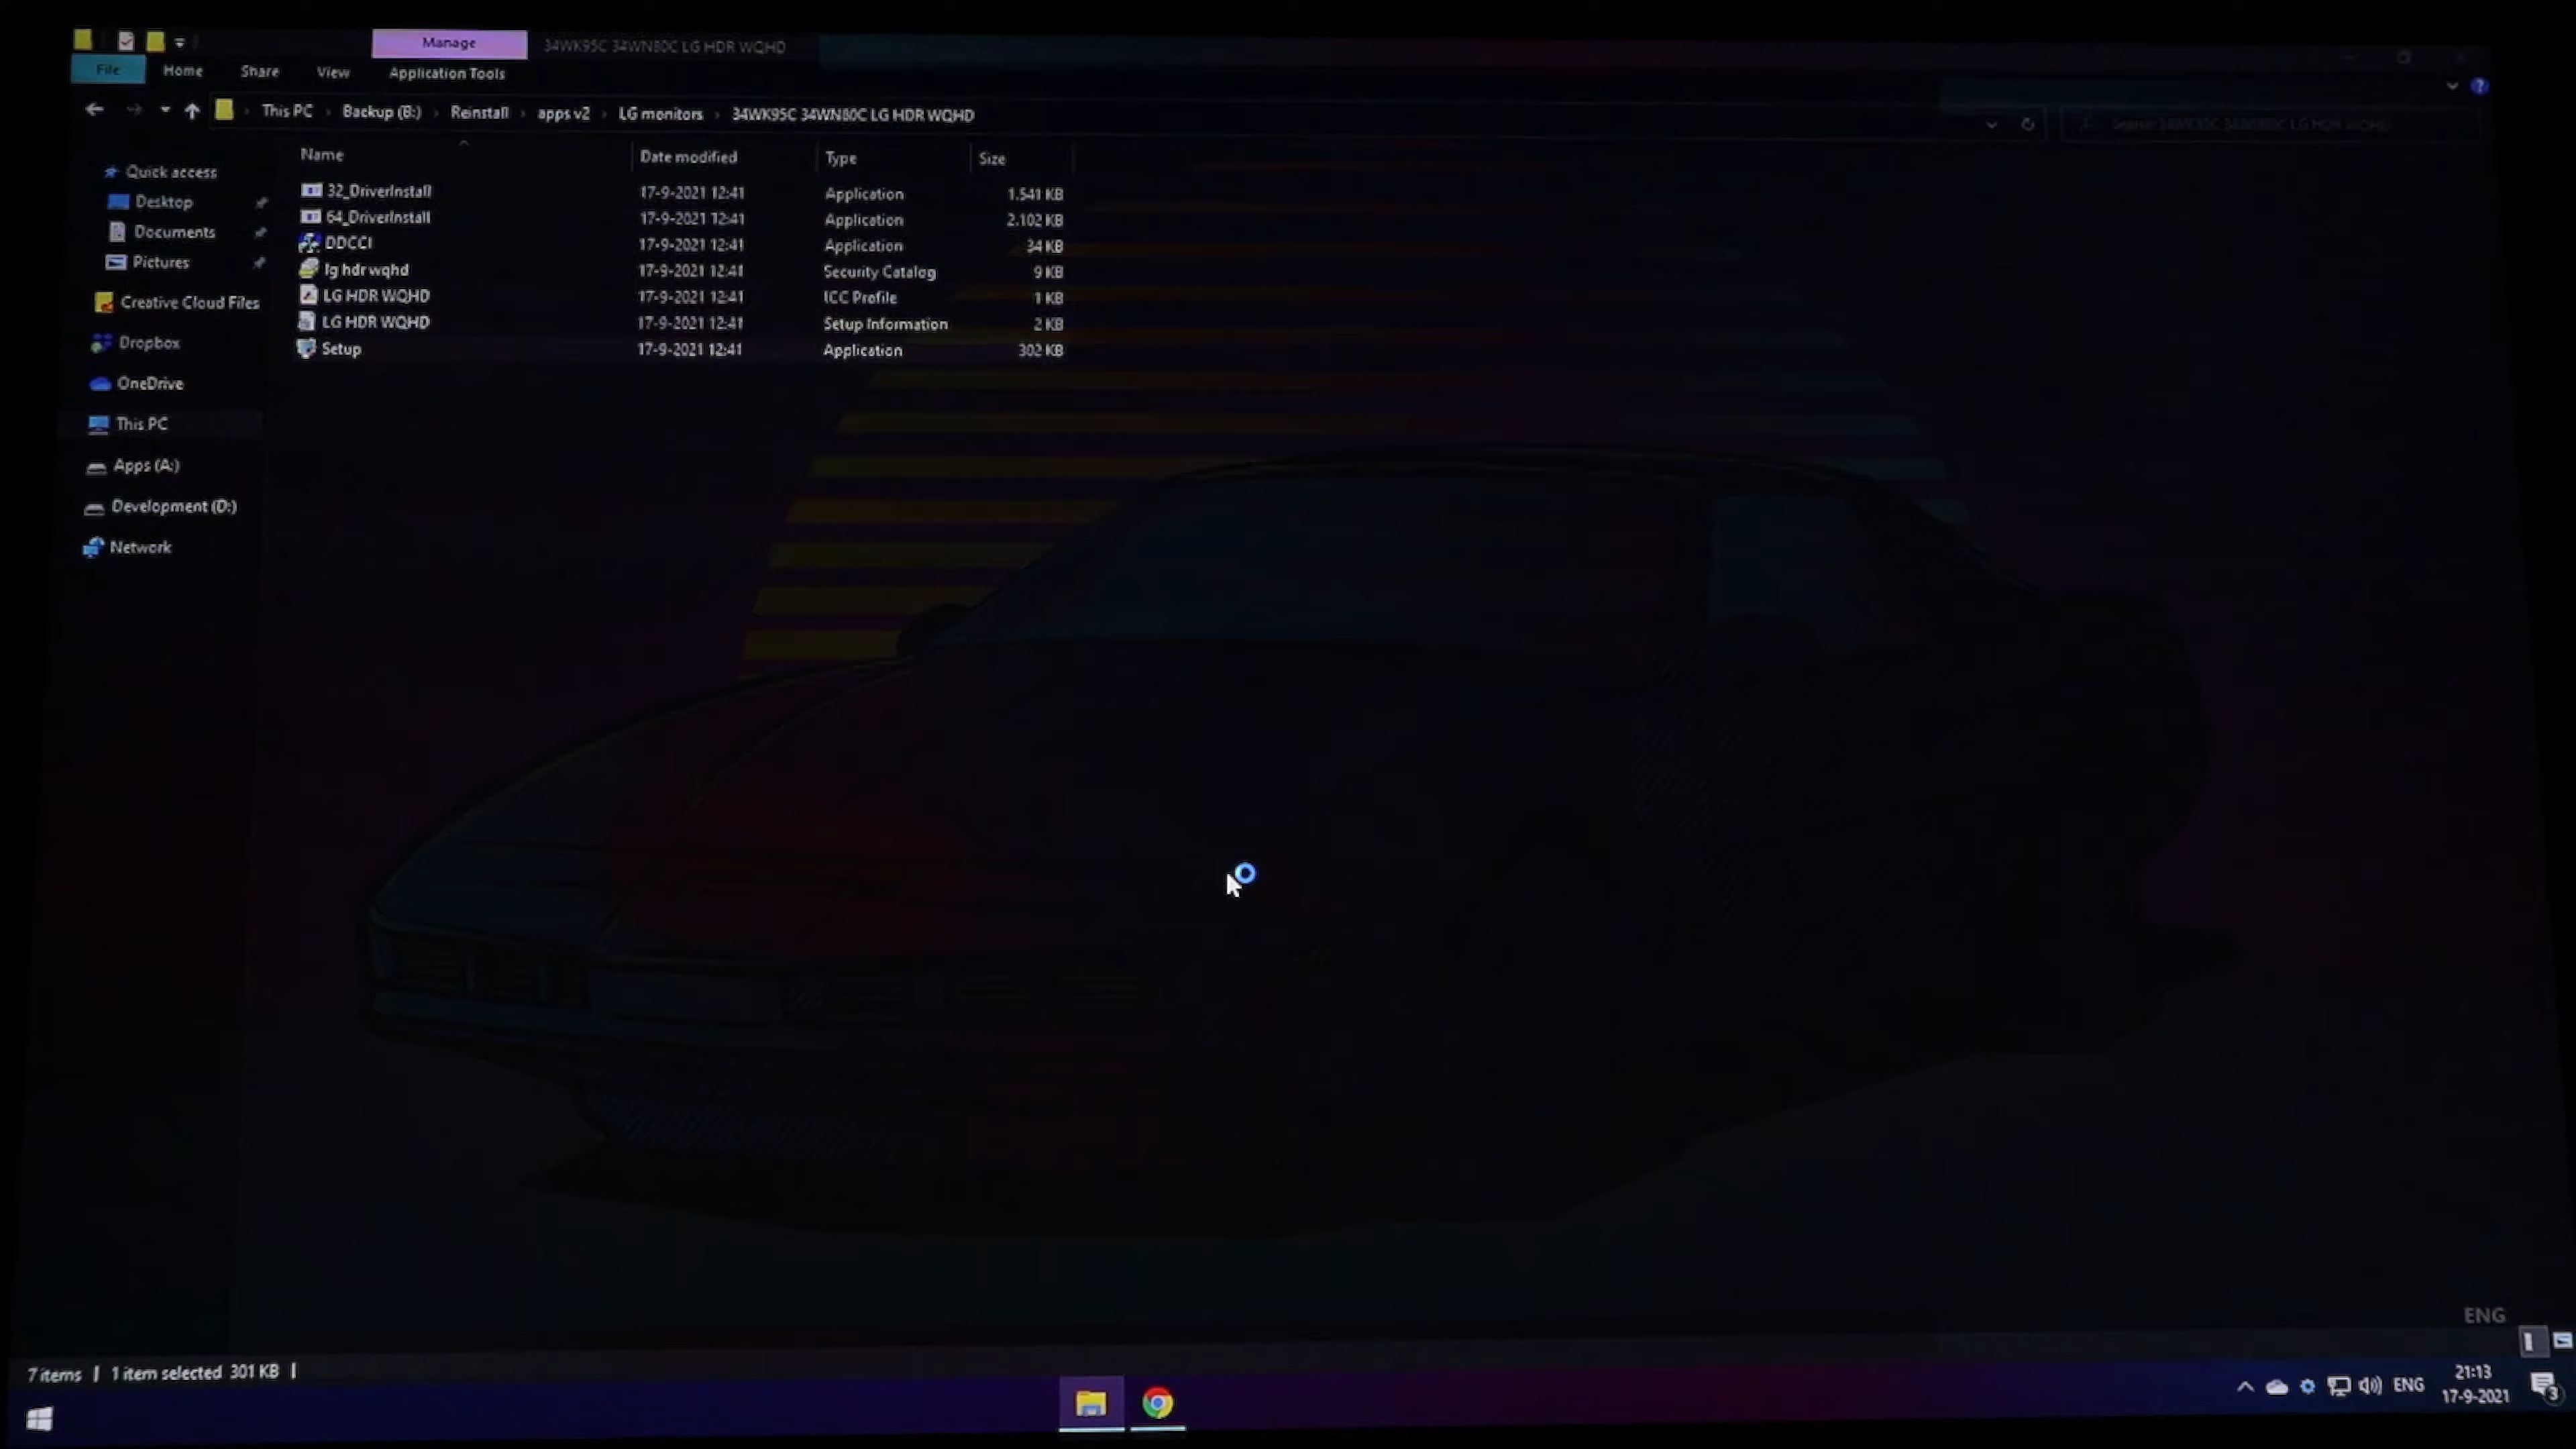 Manage 34WK95C 34WN80C LG HDR WQHD
File Home Share View Application Tools
This PC › Backup (B:) › Reinstall › apps v2 › LG monitors › 34WK95C 34WN80C LG HDR WQHD Search 34WK95C 34WN80C LG HDR WQHD
Name Date modified Type Size
32_DriverInstall 17-9-2021 12:41 Application 1.541 KB
64_DriverInstall 17-9-2021 12:41 Application 2.102 KB
DDCCI 17-9-2021 12:41 Application 34 KB
lg hdr wqhd 17-9-2021 12:41 Security Catalog 9 KB
LG HDR WQHD 17-9-2021 12:41 ICC Profile 1 KB
LG HDR WQHD 17-9-2021 12:41 Setup Information 2 KB
Setup 17-9-2021 12:41 Application 302 KB
Quick access
Desktop
Documents
Pictures
Creative Cloud Files
Dropbox
OneDrive
This PC
Apps (A:)
Development (D:)
Network
ENG
7 items | 1 item selected 301 KB |
ENG
21:13
17-9-2021
3